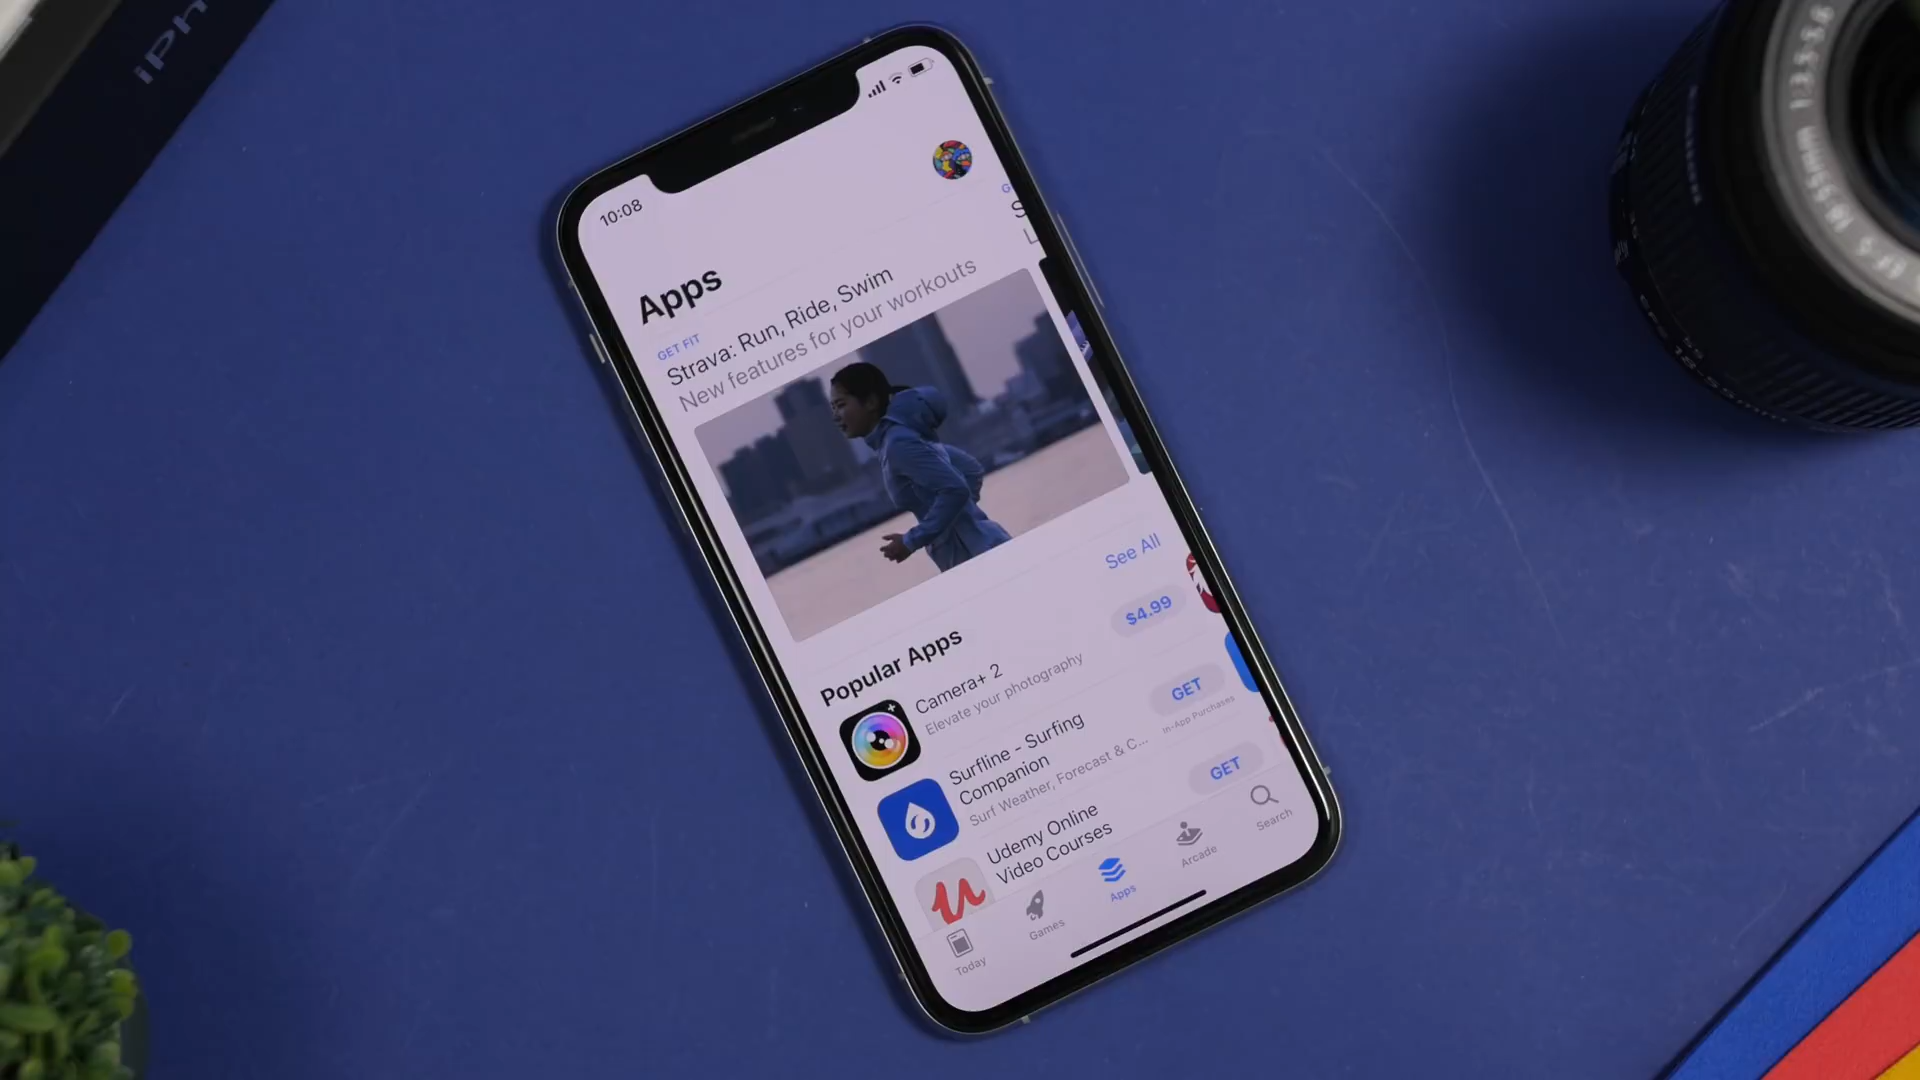 iPh
10:08
Apps
GET FIT
Strava: Run, Ride, Swim
New features for your workouts
Popular Apps
See All
Camera+ 2
Elevate your photography
$4.99
Surfline - Surfing
Companion
Surf Weather, Forecast & C...
GET
In-App Purchases
Udemy Online
Video Courses
GET
Today
Games
Apps
Arcade
Search